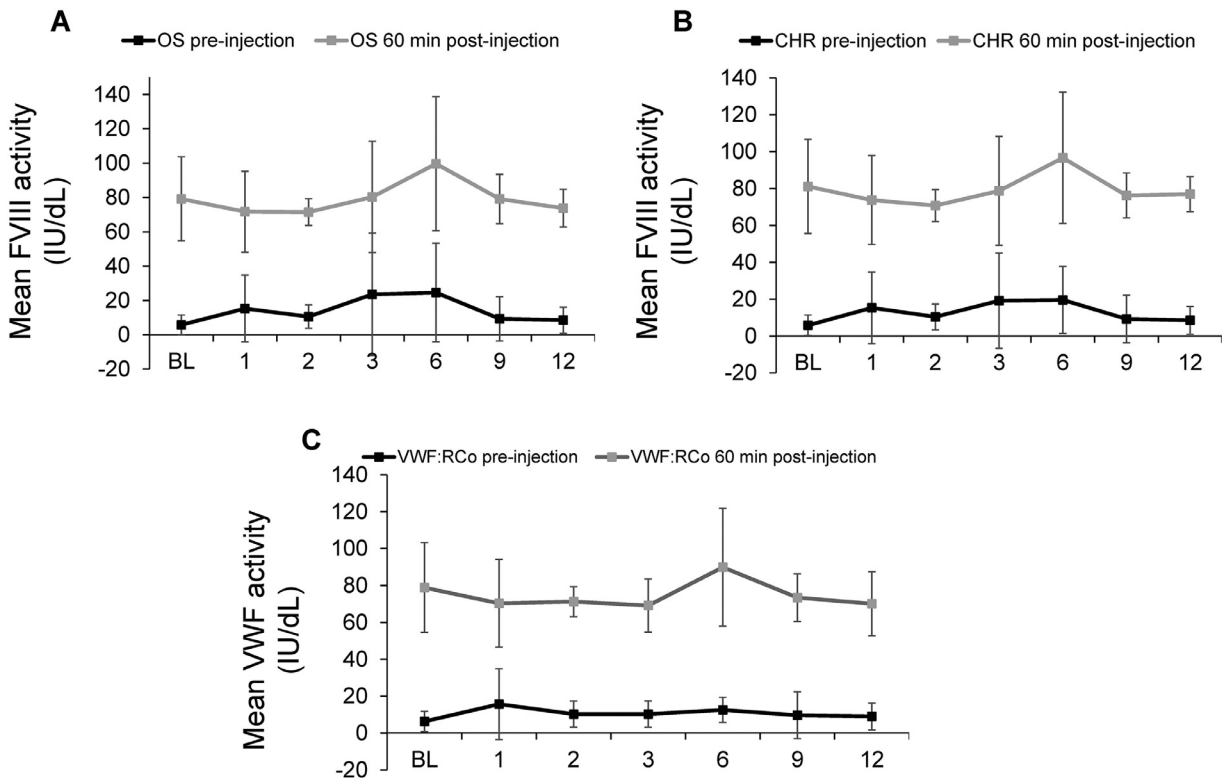 A
OS pre-injection OS 60 min post-injection
Mean FVIII activity
(IU/dL)
140
120
100
80
60
40
20
0
-20
BL 1 2 3 6 9 12
B
CHR pre-injection CHR 60 min post-injection
Mean FVIII activity
(IU/dL)
140
120
100
80
60
40
20
0
-20
BL 1 2 3 6 9 12
C
VWF:RCo pre-injection VWF:RCo 60 min post-injection
Mean VWF activity
(IU/dL)
140
120
100
80
60
40
20
0
-20
BL 1 2 3 6 9 12